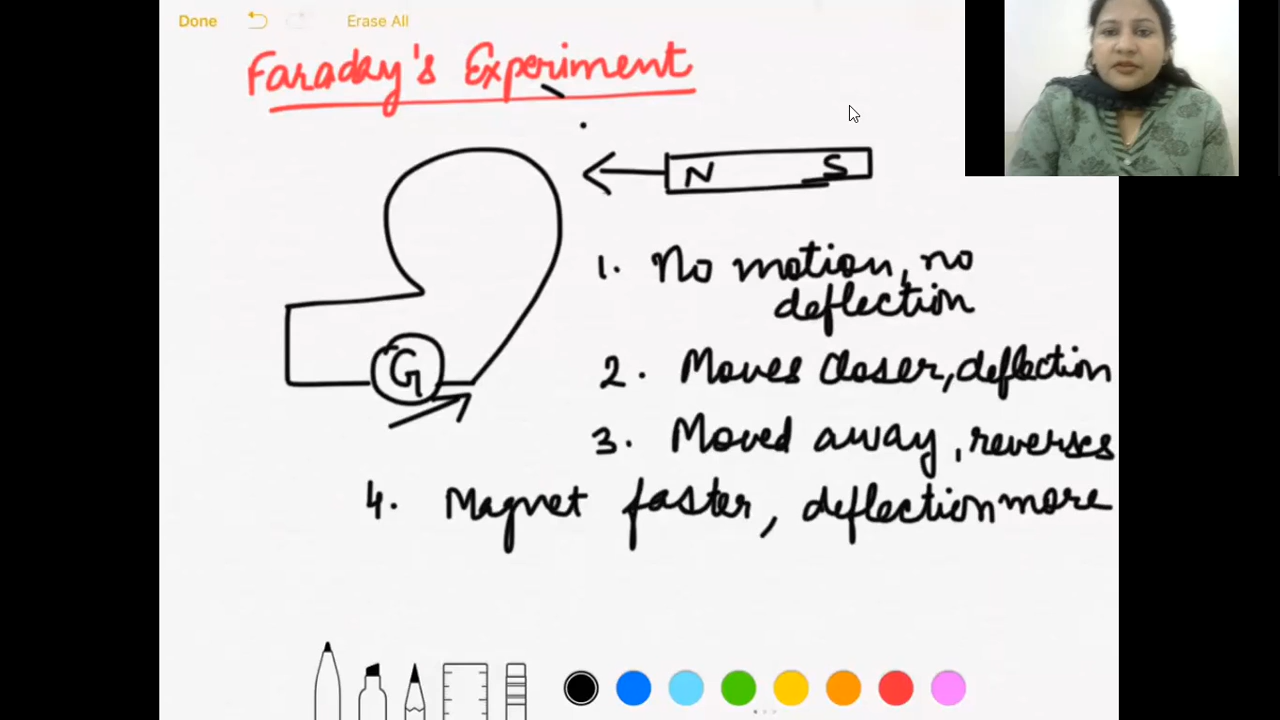 Done Erase All
Faraday's Experiment
N S
1. No motion, no
deflection
2. Moves closer, deflection
G
3. Moved away, reverses
4. Magnet faster, deflection more